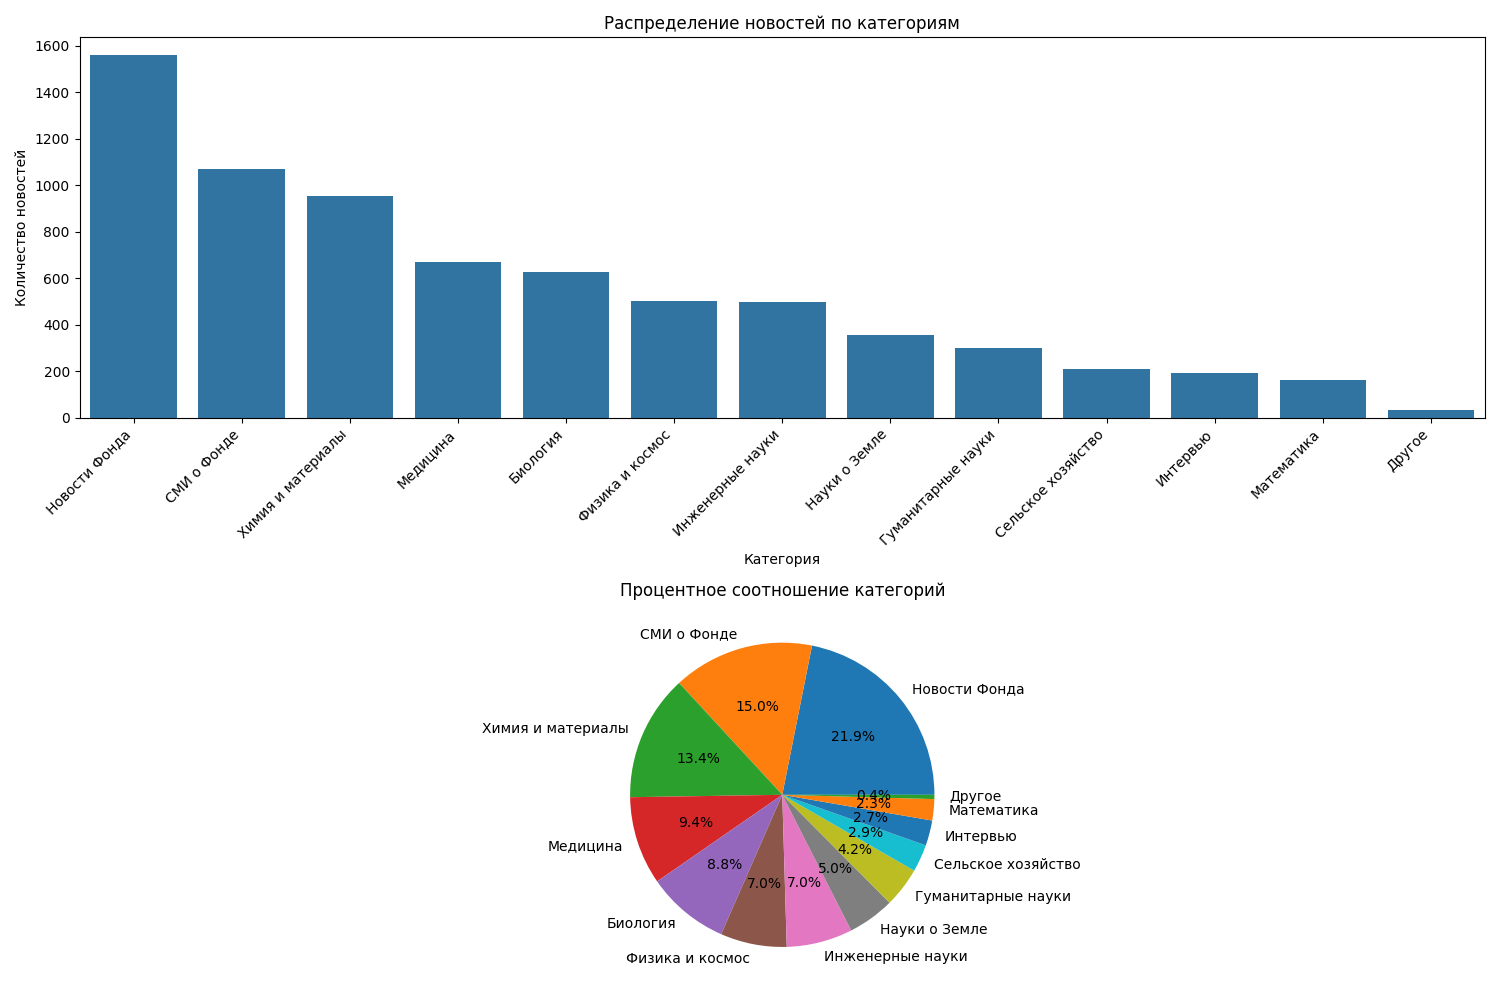 Распределение новостей по категориям
Количество новостей
1600
1400
1200
1000
800
600
400
200
0
Новости Фонда
СМИ о Фонде
Химия и материалы
Медицина
Биология
Физика и космос
Инженерные науки
Науки о Земле
Гуманитарные науки
Сельское хозяйство
Интервью
Математика
Другое
Категория
Процентное соотношение категорий
СМИ о Фонде
Новости Фонда
15.0%
Химия и материалы
21.9%
13.4%
0.4%
Другое
2.3%
Математика
2.7%
9.4%
2.9%
Интервью
Медицина
4.2%
Сельское хозяйство
8.8%
5.0%
7.0%
7.0%
Гуманитарные науки
Биология
Науки о Земле
Физика и космос
Инженерные науки